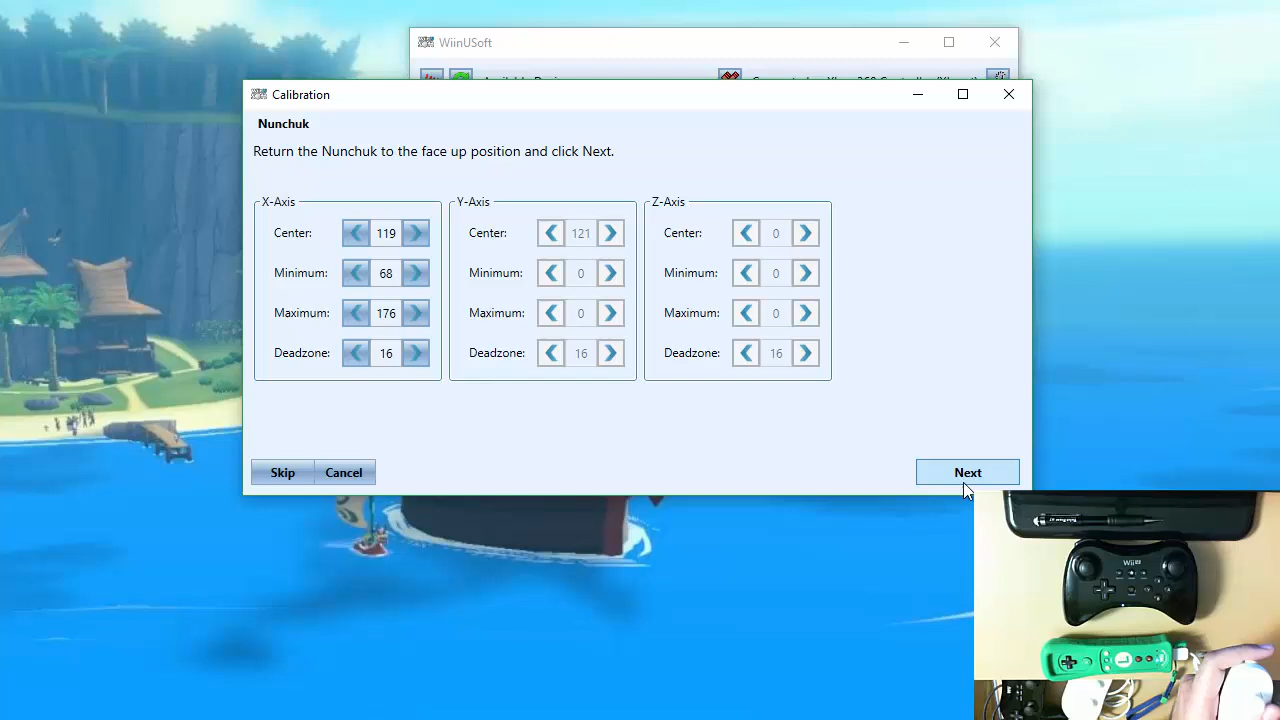 WiinUSoft
Calibration
Nunchuk
Return the Nunchuk to the face up position and click Next.
X-Axis
Center: 119
Minimum: 68
Maximum: 176
Deadzone: 16
Y-Axis
Center: 121
Minimum: 0
Maximum: 0
Deadzone: 16
Z-Axis
Center: 0
Minimum: 0
Maximum: 0
Deadzone: 16
Skip Cancel Next
Wii U